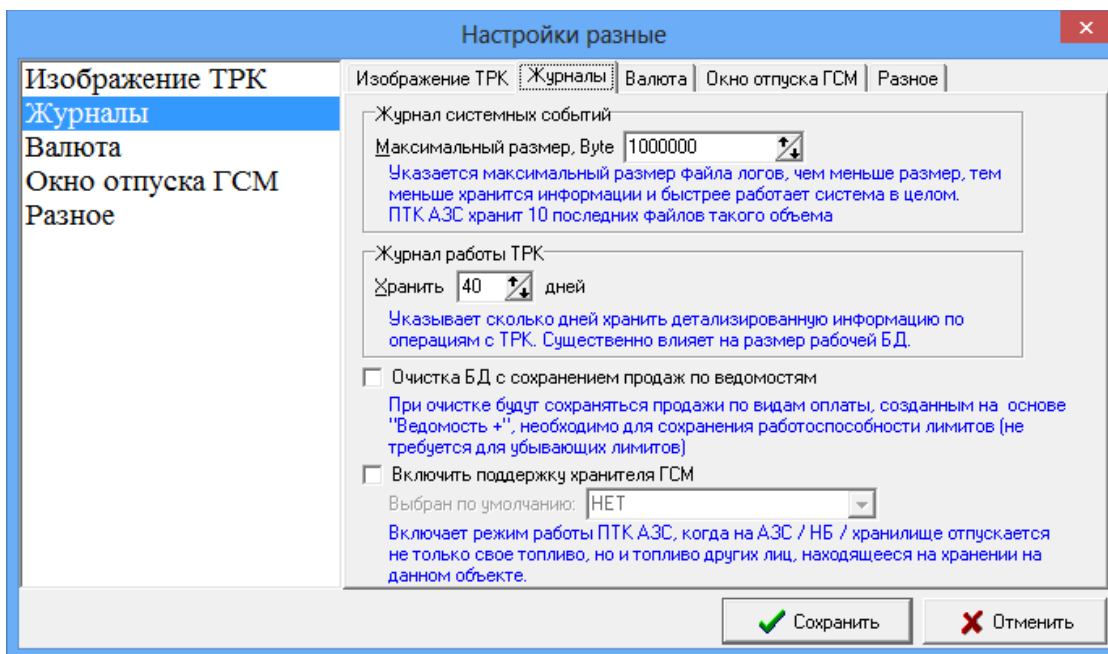 Настройки разные
Изображение ТРК
Журналы
Валюта
Окно отпуска ГСМ
Разное
Изображение ТРК Журналы Валюта Окно отпуска ГСМ Разное
Журнал системных событий
Максимальный размер, Byte 1000000
Указается максимальный размер файла логов, чем меньше размер, тем
меньше хранится информации и быстрее работает система в целом.
ПТК АЗС хранит 10 последних файлов такого объема
Журнал работы ТРК
Хранить 40 дней
Указывает сколько дней хранить детализированную информацию по
операциям с ТРК. Существенно влияет на размер рабочей БД.
Очистка БД с сохранением продаж по ведомостям
При очистке будут сохраняться продажи по видам оплаты, созданным на основе
"Ведомость +", необходимо для сохранения работоспособности лимитов (не
требуется для убывающих лимитов)
Включить поддержку хранителя ГСМ
Выбран по умолчанию: НЕТ
Включает режим работы ПТК АЗС, когда на АЗС / НБ / хранилище отпускается
не только свое топливо, но и топливо других лиц, находящееся на хранении на
данном объекте.
Сохранить Отменить